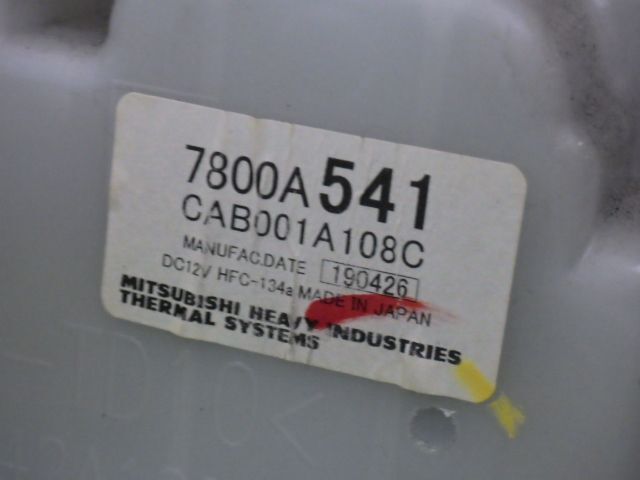 7800A541
CAB001A108C
MANUFAC.DATE 190426
DC12V HFC-134a MADE IN JAPAN
MITSUBISHI HEAVY INDUSTRIES
THERMAL SYSTEMS